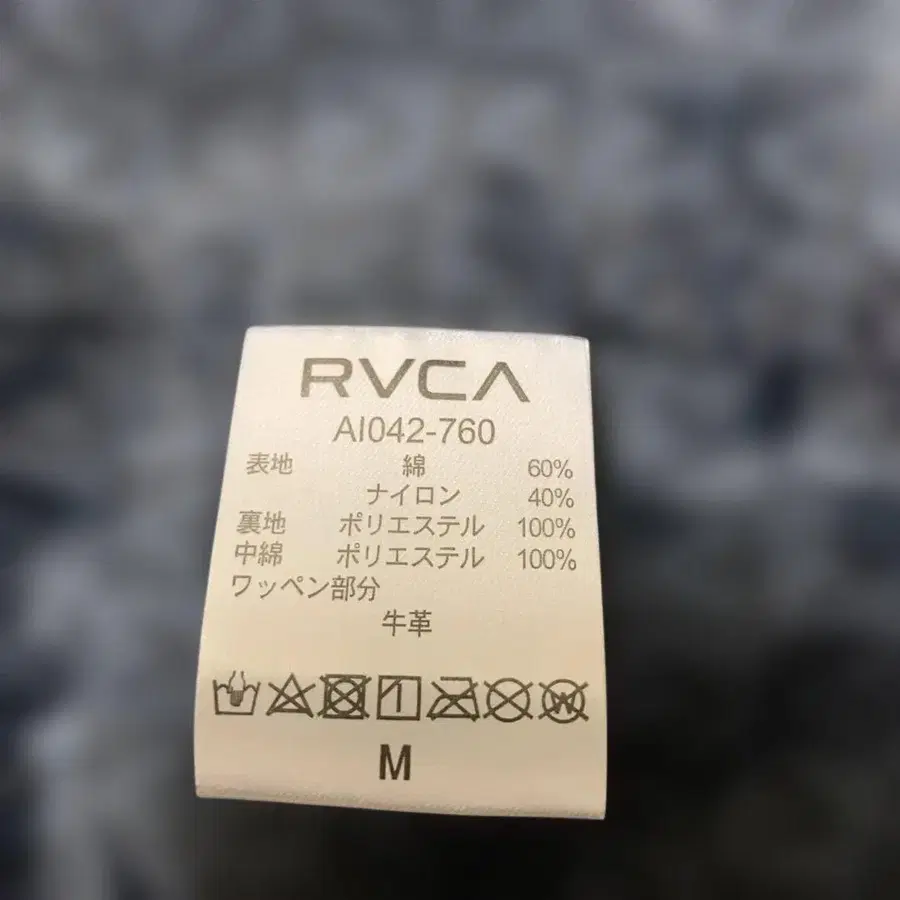 RVCA
AI042-760
表地 綿 60%
ナイロン 40%
裏地 ポリエステル 100%
中綿 ポリエステル 100%
ワッペン部分
牛革
M